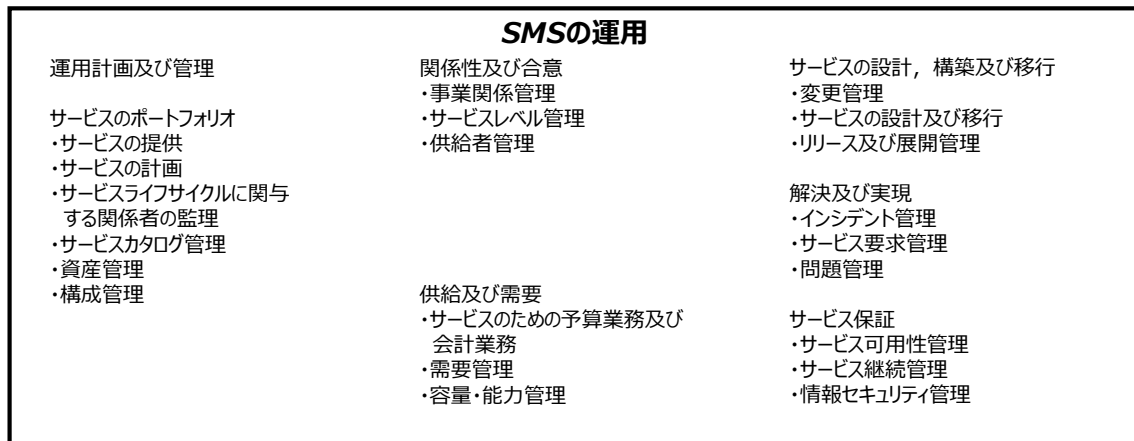 SMSの運用
運用計画及び管理
サービスのポートフォリオ
・サービスの提供
・サービスの計画
・サービスライフサイクルに関与
する関係者の監理
・サービスカタログ管理
・資産管理
・構成管理
関係性及び合意
・事業関係管理
・サービスレベル管理
・供給者管理
供給及び需要
・サービスのための予算業務及び
会計業務
・需要管理
・容量・能力管理
サービスの設計，構築及び移行
・変更管理
・サービスの設計及び移行
・リリース及び展開管理
解決及び実現
・インシデント管理
・サービス要求管理
・問題管理
サービス保証
・サービス可用性管理
・サービス継続管理
・情報セキュリティ管理